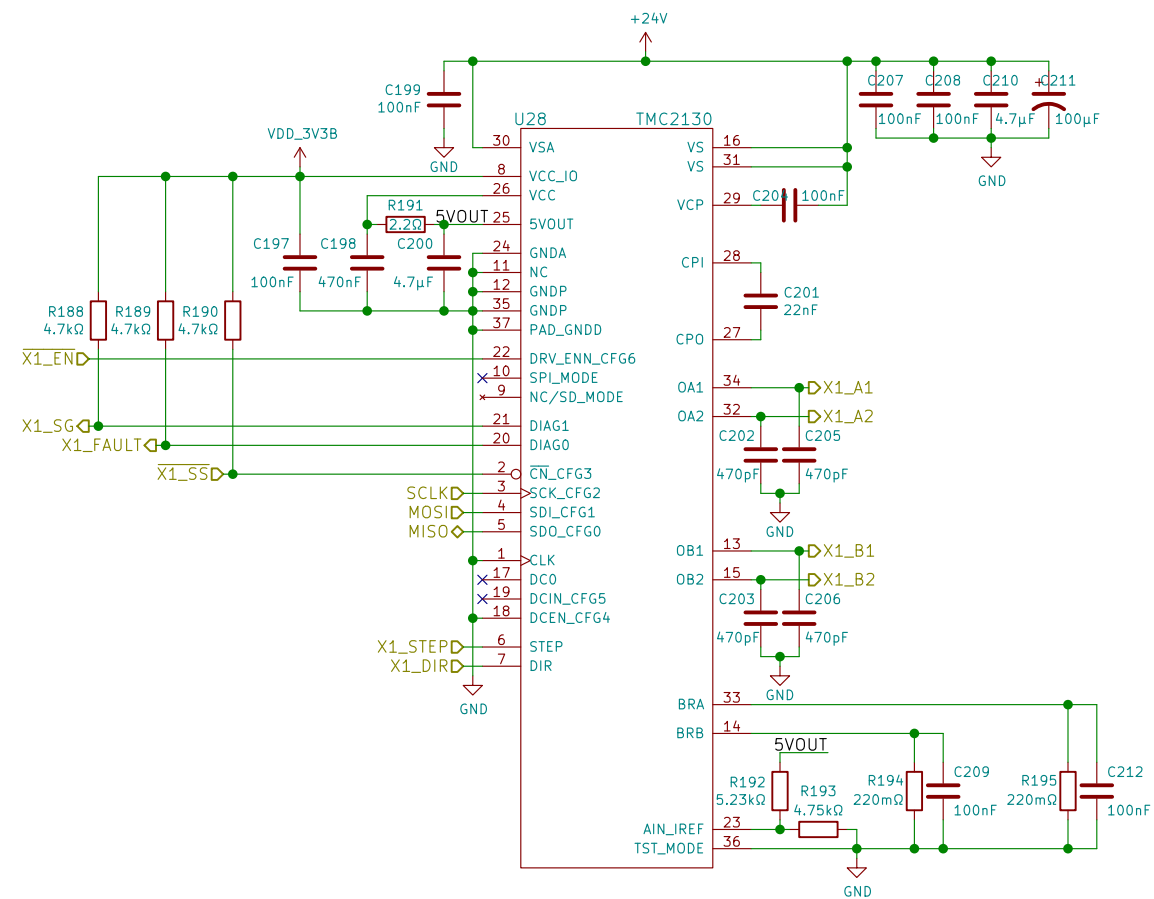 +24V
C199
100nF
GND
C207
100nF
C208
100nF
C210
4.7µF
+
C211
100µF
GND
VDD_3V3B
U28
TMC2130
30 VSA
8 VCC_IO
26 VCC
R191
2.2Ω
5VOUT
25 5VOUT
24 GNDA
11 NC
12 GNDP
35 GNDP
37 PAD_GNDD
C197
100nF
C198
470nF
C200
4.7µF
R188
4.7kΩ
R189
4.7kΩ
R190
4.7kΩ
X1_EN
22 DRV_ENN_CFG6
10 SPI_MODE
9 NC/SD_MODE
X1_SG
21 DIAG1
X1_FAULT
20 DIAG0
X1_SS
2 CN_CFG3
SCLK
3 SCK_CFG2
MOSI
4 SDI_CFG1
MISO
5 SDO_CFG0
1 CLK
17 DC0
19 DCIN_CFG5
18 DCEN_CFG4
X1_STEP
6 STEP
X1_DIR
7 DIR
GND
VS 16
VS 31
VCP 29
100nF
CPI 28
C201
22nF
CPO 27
OA1 34
X1_A1
OA2 32
X1_A2
C202
470pF
C205
470pF
GND
OB1 13
X1_B1
OB2 15
X1_B2
C203
470pF
C206
470pF
GND
BRA 33
BRB 14
5VOUT
R192
5.23kΩ
R193
4.75kΩ
R194
220mΩ
C209
100nF
R195
220mΩ
C212
100nF
AIN_IREF 23
TST_MODE 36
GND